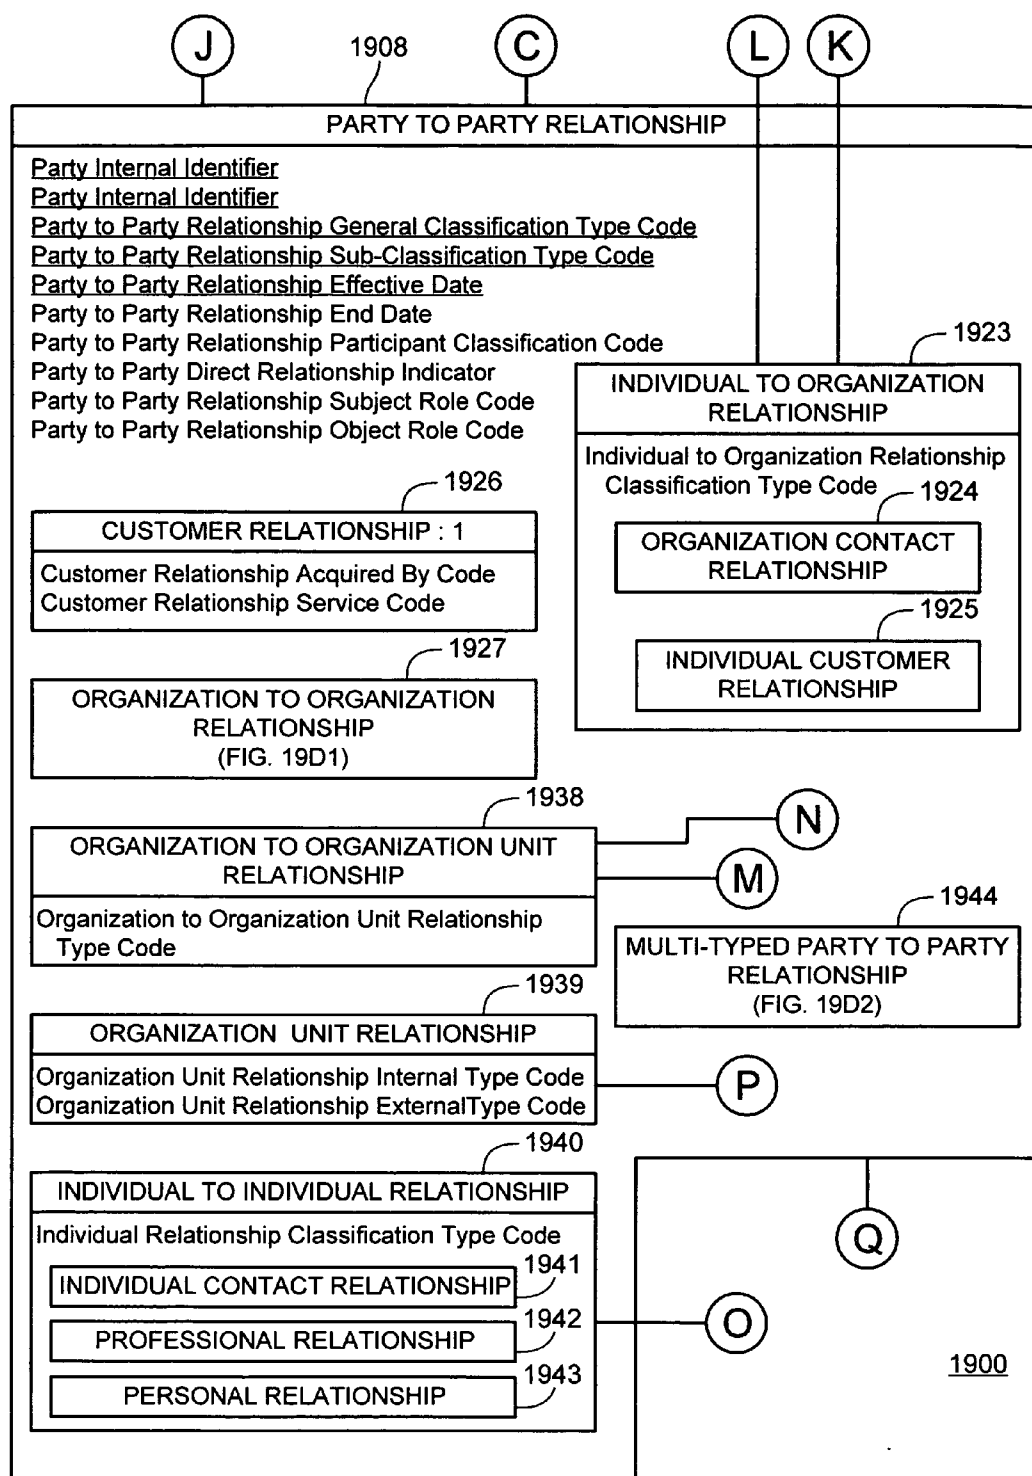 J
1908
C
L
K
PARTY TO PARTY RELATIONSHIP
Party Internal Identifier
Party Internal Identifier
Party to Party Relationship General Classification Type Code
Party to Party Relationship Sub-Classification Type Code
Party to Party Relationship Effective Date
Party to Party Relationship End Date
Party to Party Relationship Participant Classification Code
Party to Party Direct Relationship Indicator
Party to Party Relationship Subject Role Code
Party to Party Relationship Object Role Code
1923
INDIVIDUAL TO ORGANIZATION
RELATIONSHIP
Individual to Organization Relationship
Classification Type Code
1924
ORGANIZATION CONTACT
RELATIONSHIP
1925
INDIVIDUAL CUSTOMER
RELATIONSHIP
1926
CUSTOMER RELATIONSHIP : 1
Customer Relationship Acquired By Code
Customer Relationship Service Code
1927
ORGANIZATION TO ORGANIZATION
RELATIONSHIP
(FIG. 19D1)
1938
ORGANIZATION TO ORGANIZATION UNIT
RELATIONSHIP
Organization to Organization Unit Relationship
Type Code
N
M
1944
MULTI-TYPED PARTY TO PARTY
RELATIONSHIP
(FIG. 19D2)
1939
ORGANIZATION UNIT RELATIONSHIP
Organization Unit Relationship Internal Type Code
Organization Unit Relationship ExternalType Code
P
1940
INDIVIDUAL TO INDIVIDUAL RELATIONSHIP
Individual Relationship Classification Type Code
1941
INDIVIDUAL CONTACT RELATIONSHIP
1942
PROFESSIONAL RELATIONSHIP
1943
PERSONAL RELATIONSHIP
Q
O
1900